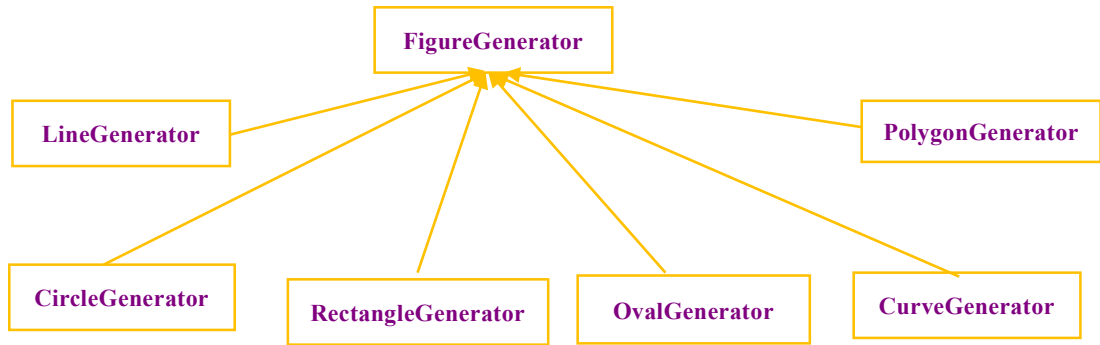 FigureGenerator
LineGenerator
PolygonGenerator
CircleGenerator
RectangleGenerator
OvalGenerator
CurveGenerator